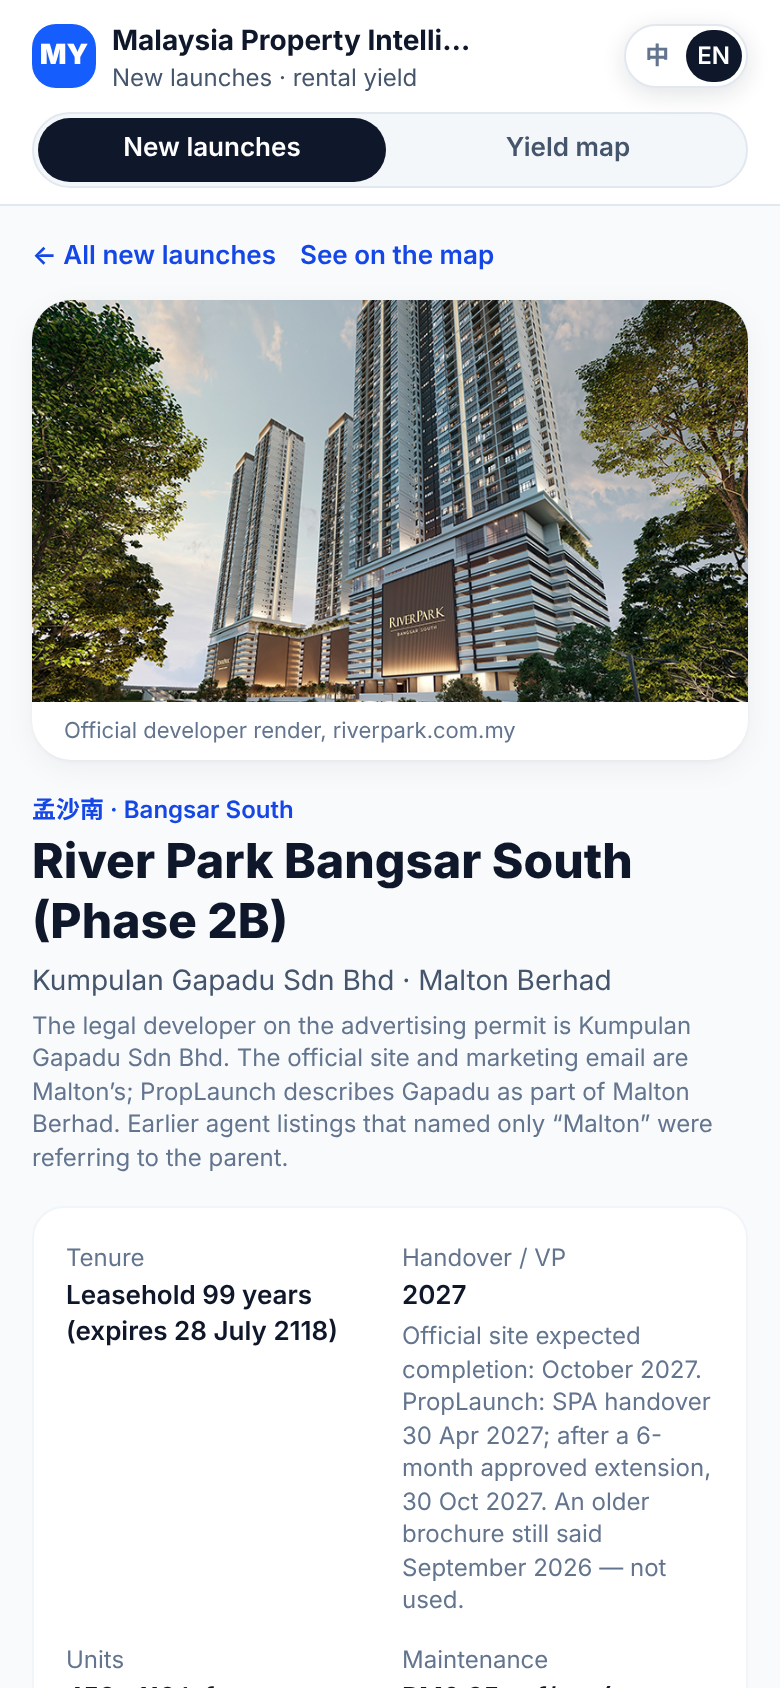 MY
Malaysia Property Intelli...
New launches · rental yield
中
EN
New launches
Yield map
← All new launches
See on the map
RIVERPARK
BANGSAR SOUTH
Official developer render, riverpark.com.my
孟沙南 · Bangsar South
River Park Bangsar South
(Phase 2B)
Kumpulan Gapadu Sdn Bhd · Malton Berhad
The legal developer on the advertising permit is Kumpulan
Gapadu Sdn Bhd. The official site and marketing email are
Malton’s; PropLaunch describes Gapadu as part of Malton
Berhad. Earlier agent listings that named only “Malton” were
referring to the parent.
Tenure
Leasehold 99 years
(expires 28 July 2118)
Handover / VP
2027
Official site expected
completion: October 2027.
PropLaunch: SPA handover
30 Apr 2027; after a 6-
month approved extension,
30 Oct 2027. An older
brochure still said
September 2026 — not
used.
Units
Maintenance